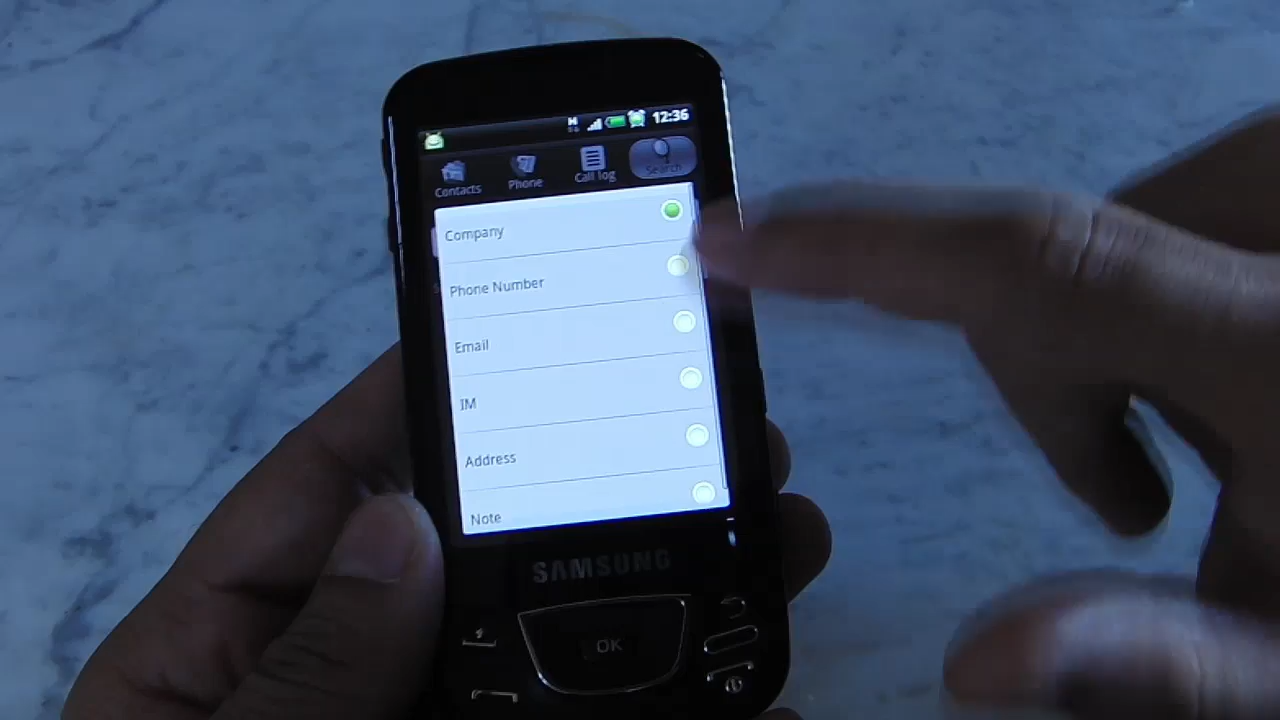 H 12:36
Contacts Phone Call log Search
Company
Phone Number
Email
IM
Address
Note
SAMSUNG
OK